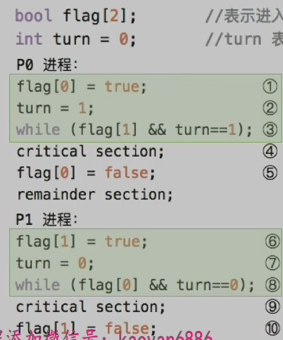 bool flag[2]; //表示进入
int turn = 0; //turn 表
P0 进程:
flag[0] = true; ①
turn = 1; ②
while (flag[1] && turn==1); ③
critical section; ④
flag[0] = false; ⑤
remainder section;
P1 进程:
flag[1] = true; ⑥
turn = 0; ⑦
while (flag[0] && turn==0); ⑧
critical section; ⑨
flag[1] = false; ⑩
添加微信号: kaoyan6886